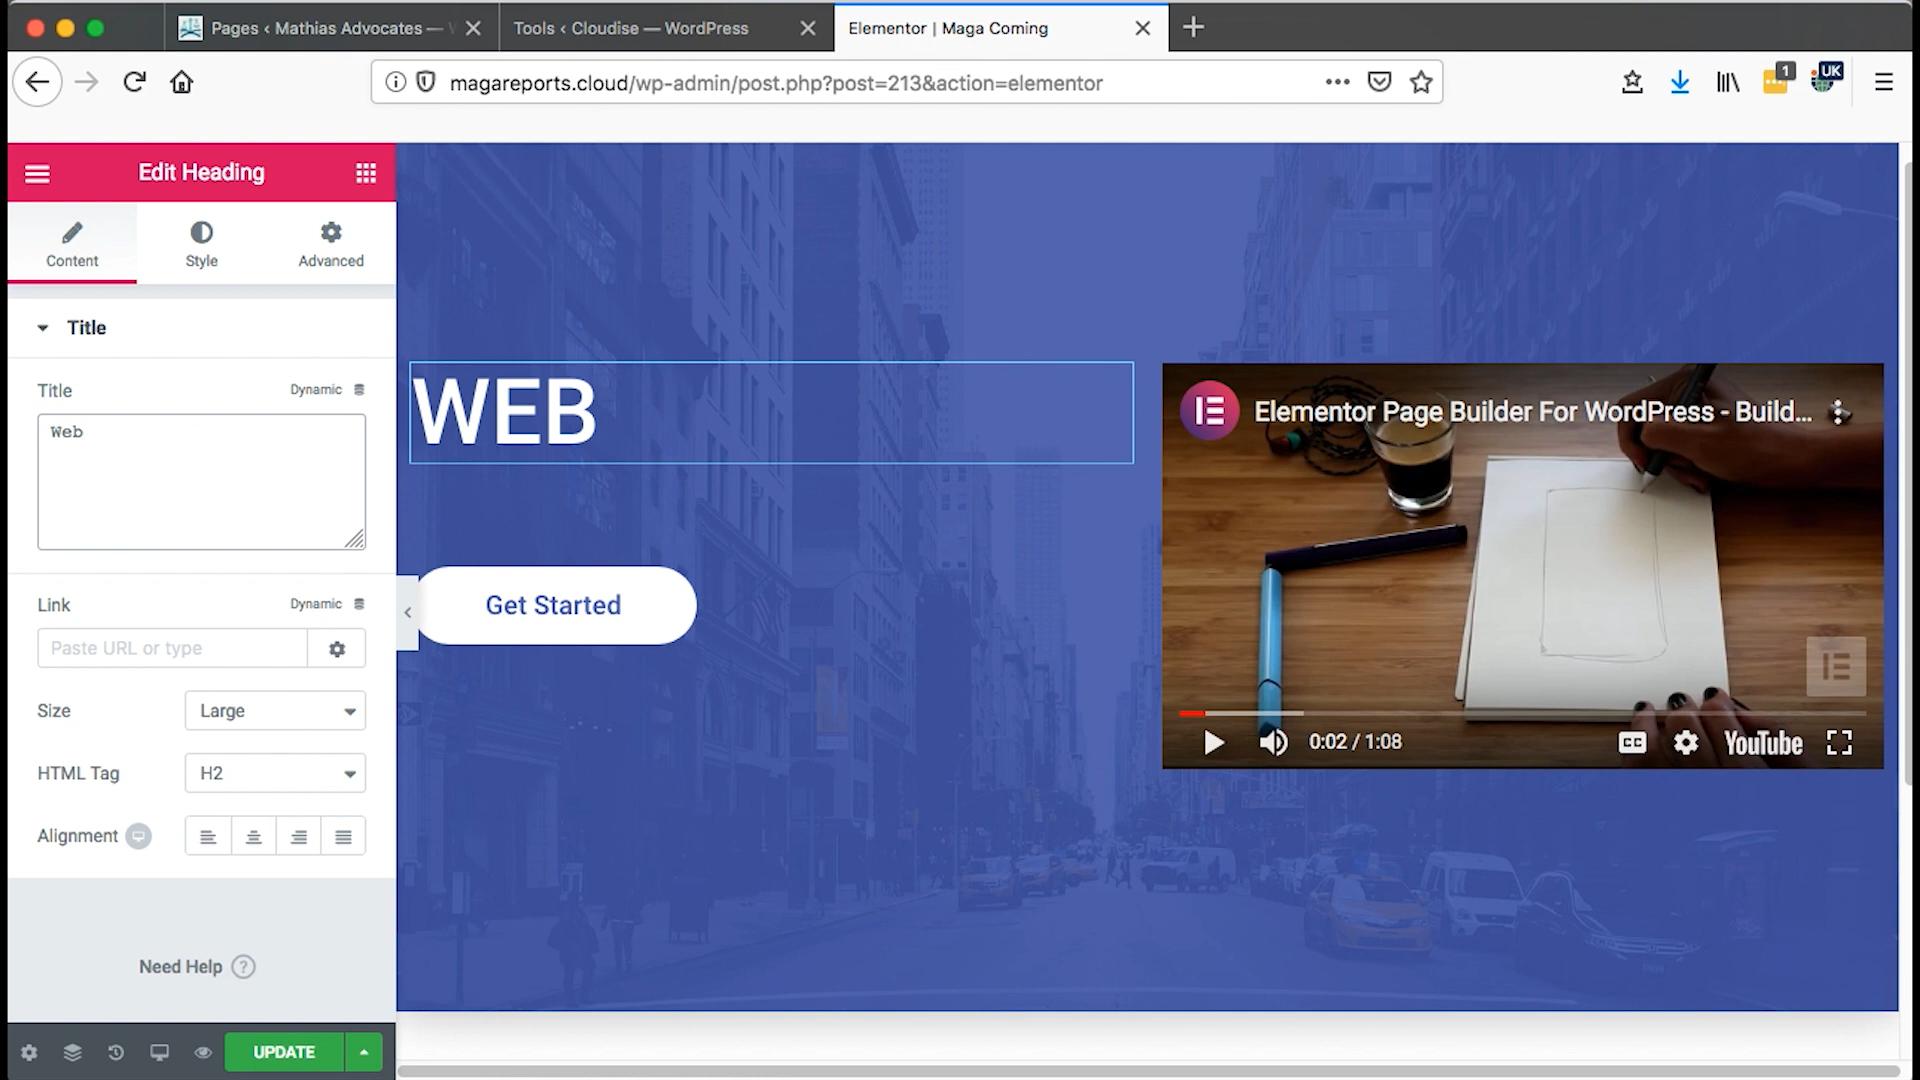 Pages ‹ Mathias Advocates — W
Tools ‹ Cloudise — WordPress
Elementor | Maga Coming
magareports.cloud/wp-admin/post.php?post=213&action=elementor
1
UK
Edit Heading
Content
Style
Advanced
Title
Title
Dynamic
Web
Link
Dynamic
Paste URL or type
Size
Large
HTML Tag
H2
Alignment
Need Help ?
UPDATE
WEB
Get Started
Elementor Page Builder For WordPress - Build...
0:02 / 1:08
CC
YouTube